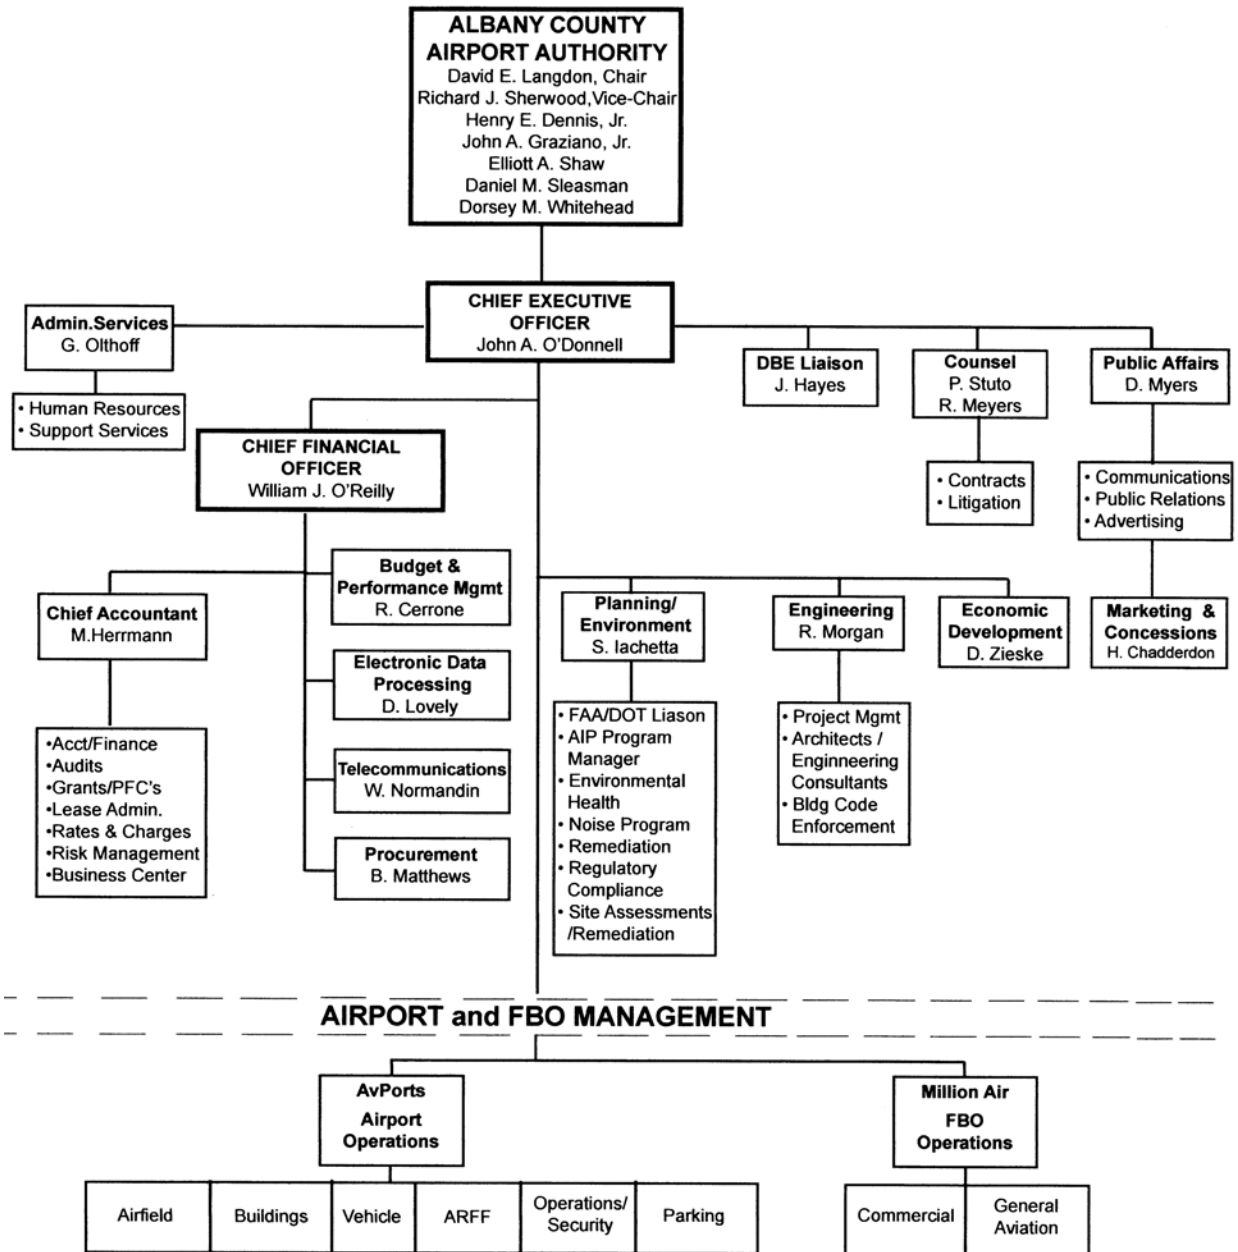 ALBANY COUNTY
AIRPORT AUTHORITY
David E. Langdon, Chair
Richard J. Sherwood,Vice-Chair
Henry E. Dennis, Jr.
John A. Graziano, Jr.
Elliott A. Shaw
Daniel M. Sleasman
Dorsey M. Whitehead
CHIEF EXECUTIVE
OFFICER
John A. O'Donnell
Admin.Services
G. Olthoff
• Human Resources
• Support Services
DBE Liaison
J. Hayes
Counsel
P. Stuto
R. Meyers
• Contracts
• Litigation
Public Affairs
D. Myers
• Communications
• Public Relations
• Advertising
Marketing &
Concessions
H. Chadderdon
CHIEF FINANCIAL
OFFICER
William J. O'Reilly
Chief Accountant
M.Herrmann
•Acct/Finance
•Audits
•Grants/PFC's
•Lease Admin.
•Rates & Charges
•Risk Management
•Business Center
Budget &
Performance Mgmt
R. Cerrone
Electronic Data
Processing
D. Lovely
Telecommunications
W. Normandin
Procurement
B. Matthews
Planning/
Environment
S. Iachetta
• FAA/DOT Liason
• AIP Program
Manager
• Environmental
Health
• Noise Program
• Remediation
• Regulatory
Compliance
• Site Assessments
/Remediation
Engineering
R. Morgan
• Project Mgmt
• Architects /
Enginneering
Consultants
• Bldg Code
Enforcement
Economic
Development
D. Zieske
AIRPORT and FBO MANAGEMENT
AvPorts
Airport
Operations
Airfield
Buildings
Vehicle
ARFF
Operations/
Security
Parking
Million Air
FBO
Operations
Commercial
General
Aviation